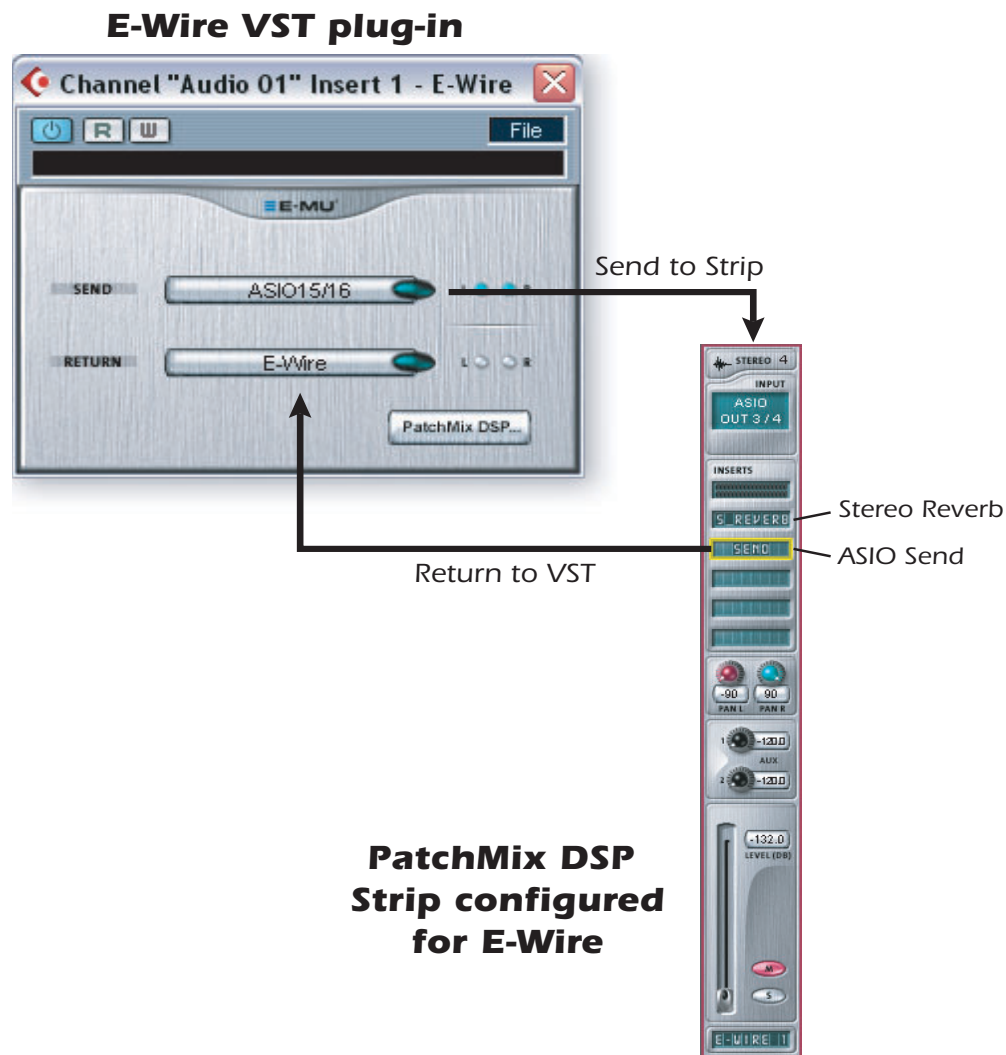 E-Wire VST plug-in
Channel "Audio 01" Insert 1 - E-Wire
R W File
E-MU
SEND ASIO15/16
RETURN E-Wire L R
PatchMix DSP...
Send to Strip
Return to VST
STEREO 4
INPUT
ASIO
OUT 3/4
INSERTS
S_REVERB
Stereo Reverb
SEND
ASIO Send
-90 90
PAN L PAN R
1 -120.0
AUX
2 -120.0
-132.0
LEVEL (DB)
M
S
E-WIRE 1
PatchMix DSP
Strip configured
for E-Wire